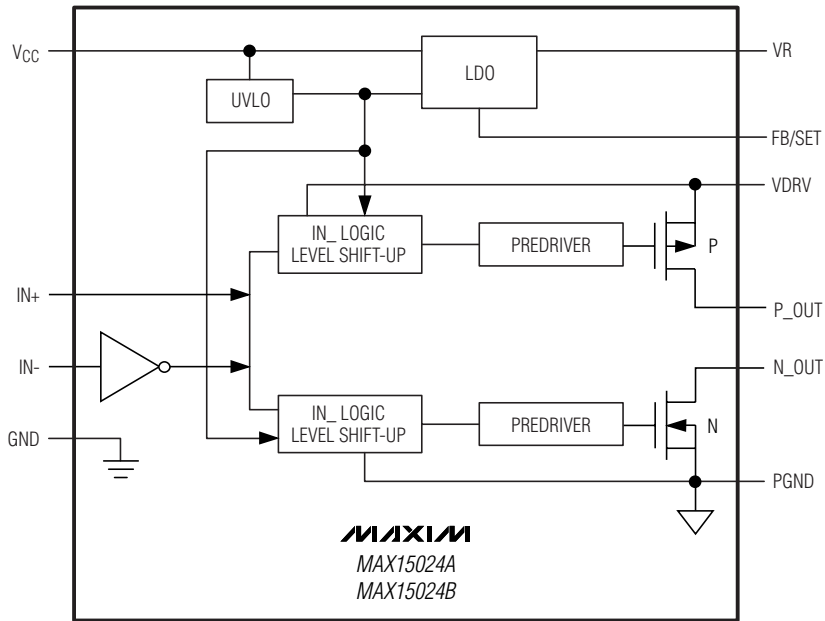 VCC
VR
LDO
UVLO
FB/SET
VDRV
IN_ LOGIC
LEVEL SHIFT-UP
PREDRIVER
P
IN+
P_OUT
IN-
N_OUT
IN_ LOGIC
LEVEL SHIFT-UP
PREDRIVER
N
GND
PGND
MAXIM
MAX15024A
MAX15024B